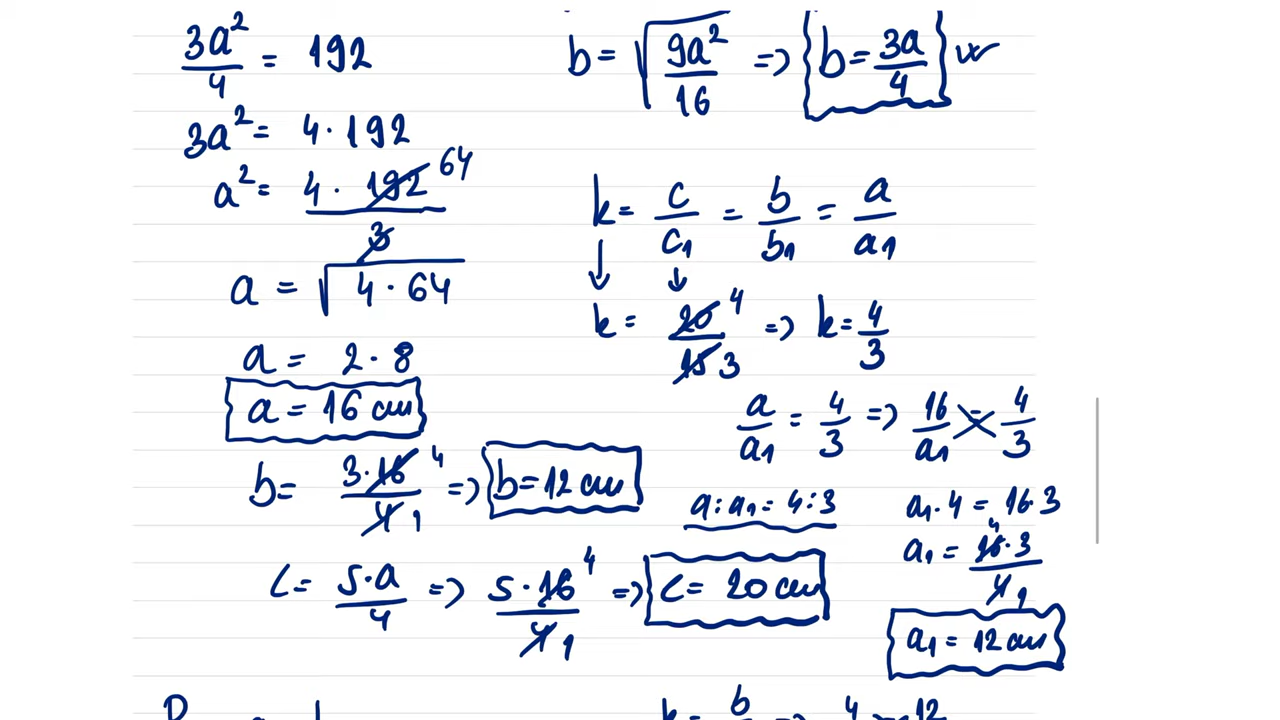 3a²/4 = 192
3a² = 4 · 192
a² = 4 · 192/3 64
a = √4 · 64
a = 2 · 8
a = 16 cm
b = 3·16/4 4 1 => b = 12 cm
c = 5·a/4 => 5·16/4 4 1 => c = 20 cm
b = √9a²/16 => b = 3a/4
k = c/c₁ = b/b₁ = a/a₁
k = 20/15 4 3 => k = 4/3
a/a₁ = 4/3 => 16/a₁ = 4/3
a : a₁ = 4 : 3
a₁ · 4 = 16 · 3
a₁ = 16·3/4 4 1
a₁ = 12 cm